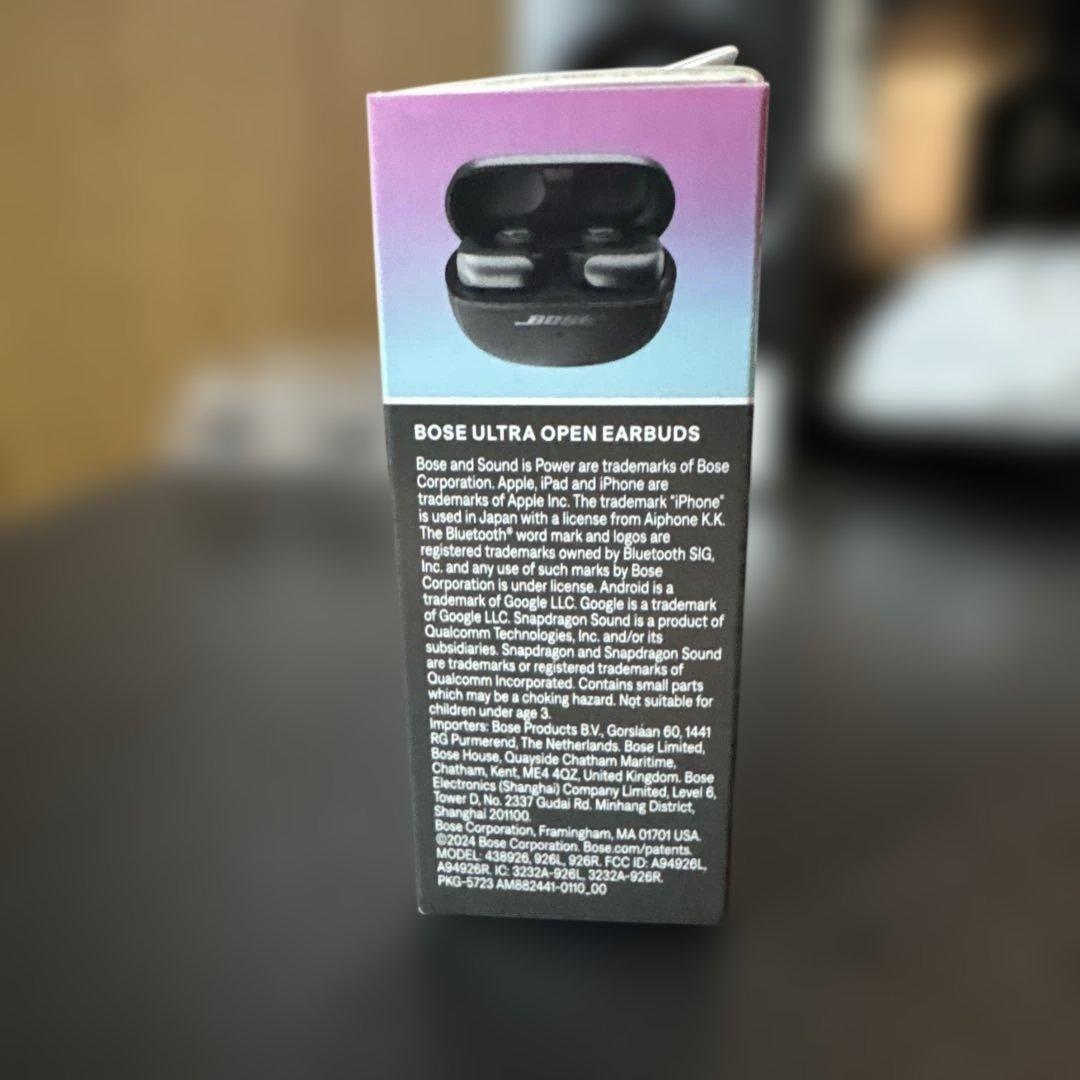 BOSE
BOSE ULTRA OPEN EARBUDS
Bose and Sound is Power are trademarks of Bose
Corporation. Apple, iPad and iPhone are
trademarks of Apple Inc. The trademark "iPhone"
is used in Japan with a license from Aiphone K.K.
The Bluetooth® word mark and logos are
registered trademarks owned by Bluetooth SIG,
Inc. and any use of such marks by Bose
Corporation is under license. Android is a
trademark of Google LLC. Google is a trademark
of Google LLC. Snapdragon Sound is a product of
Qualcomm Technologies, Inc. and/or its
subsidiaries. Snapdragon and Snapdragon Sound
are trademarks or registered trademarks of
Qualcomm Incorporated. Contains small parts
which may be a choking hazard. Not suitable for
children under age 3.
Importers: Bose Products B.V., Gorslaan 60, 1441
RG Purmerend, The Netherlands. Bose Limited,
Bose House, Quayside Chatham Maritime,
Chatham, Kent, ME4 4QZ, United Kingdom. Bose
Electronics (Shanghai) Company Limited, Level 6,
Tower D, No. 2337 Gudai Rd. Minhang District,
Shanghai 201100.
Bose Corporation, Framingham, MA 01701 USA.
©2024 Bose Corporation. Bose.com/patents.
MODEL: 438926, 926L, 926R. FCC ID: A94926L,
A94926R. IC: 3232A-926L, 3232A-926R.
PKG-5723 AM882441-0110_00